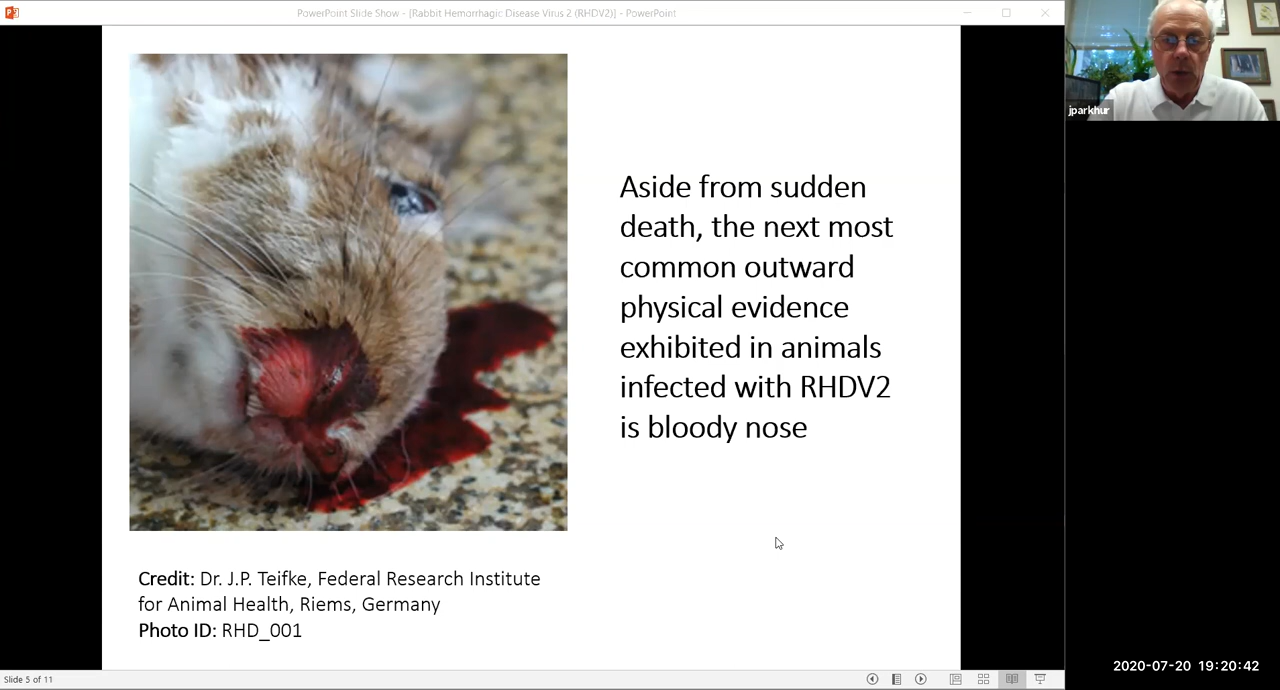 PowerPoint Slide Show - [Rabbit Hemorrhagic Disease Virus 2 (RHDV2)] - PowerPoint
jparkhur
Aside from sudden
death, the next most
common outward
physical evidence
exhibited in animals
infected with RHDV2
is bloody nose
Credit: Dr. J.P. Teifke, Federal Research Institute
for Animal Health, Riems, Germany
Photo ID: RHD_001
2020-07-20 19:20:42
Slide 5 of 11